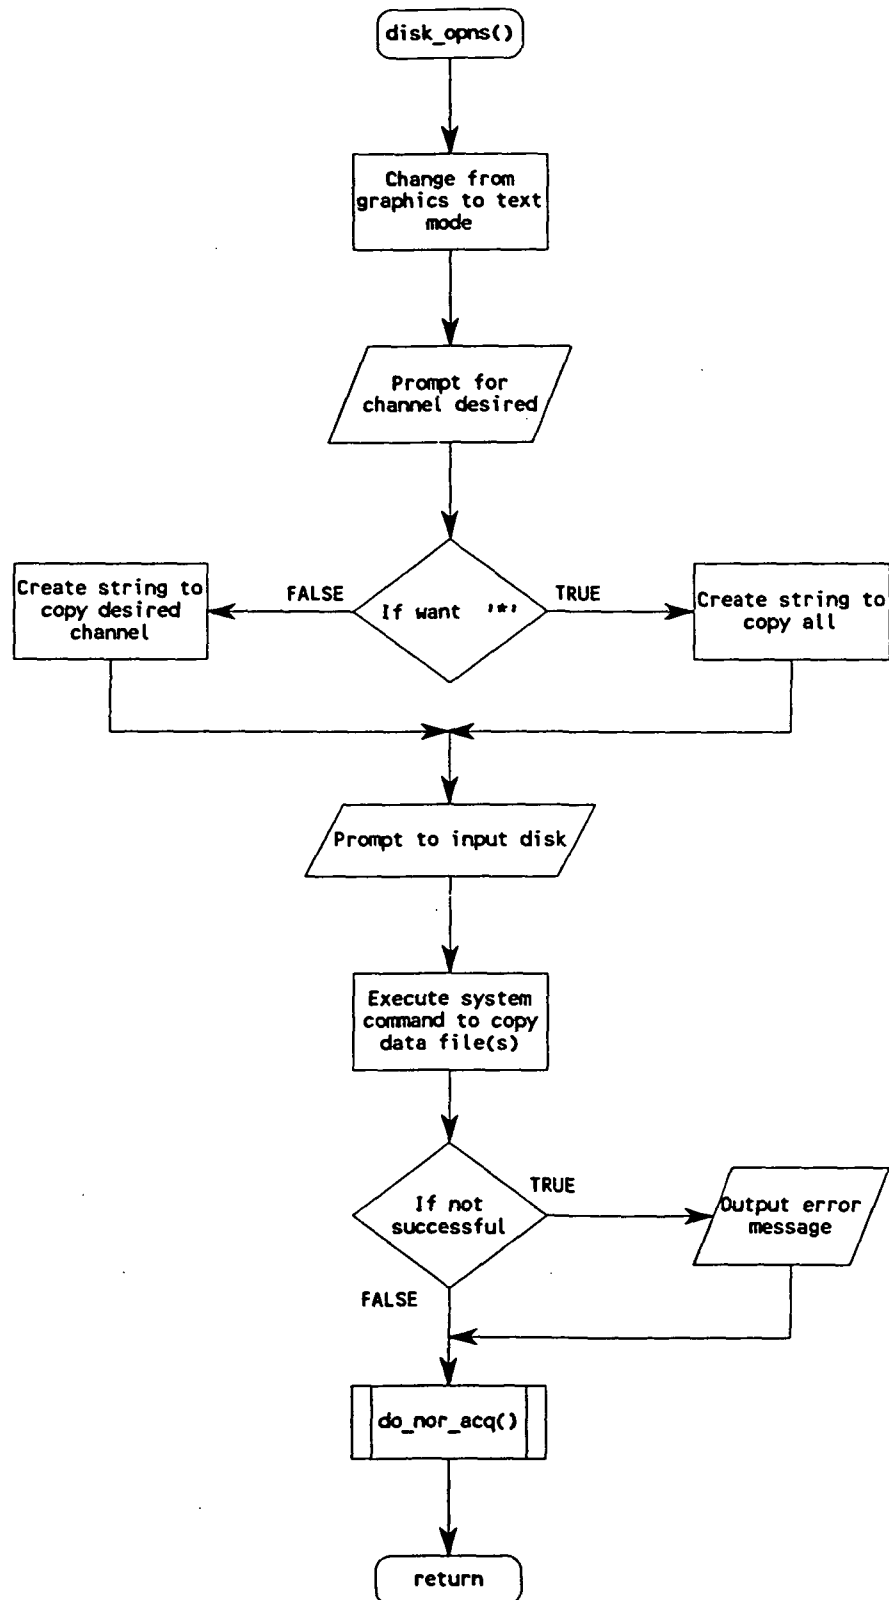 disk_opns()
Change from
graphics to text
mode
Prompt for
channel desired
FALSE
If want '*'
TRUE
Create string to
copy desired
channel
Create string to
copy all
Prompt to input disk
Execute system
command to copy
data file(s)
If not
successful
TRUE
Output error
message
FALSE
do_nor_acq()
return